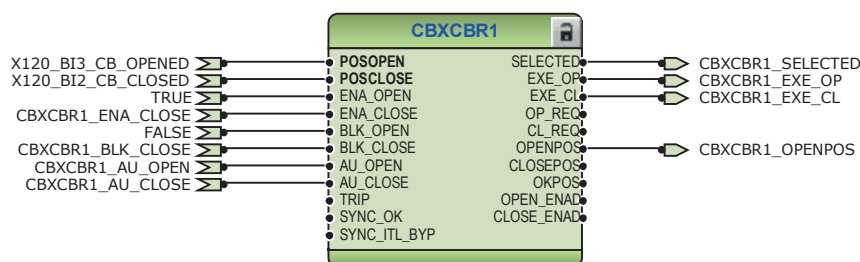 CBXCBR1
X120_BI3_CB_OPENED POSOPEN SELECTED CBXCBR1_SELECTED
X120_BI2_CB_CLOSED POSCLOSE EXE_OP CBXCBR1_EXE_OP
TRUE ENA_OPEN EXE_CL CBXCBR1_EXE_CL
CBXCBR1_ENA_CLOSE ENA_CLOSE OP_REQ
FALSE BLK_OPEN CL_REQ
CBXCBR1_BLK_CLOSE BLK_CLOSE OPENPOS CBXCBR1_OPENPOS
CBXCBR1_AU_OPEN AU_OPEN CLOSEPOS
CBXCBR1_AU_CLOSE AU_CLOSE OKPOS
TRIP OPEN_ENAD
SYNC_OK CLOSE_ENAD
SYNC_ITL_BYP